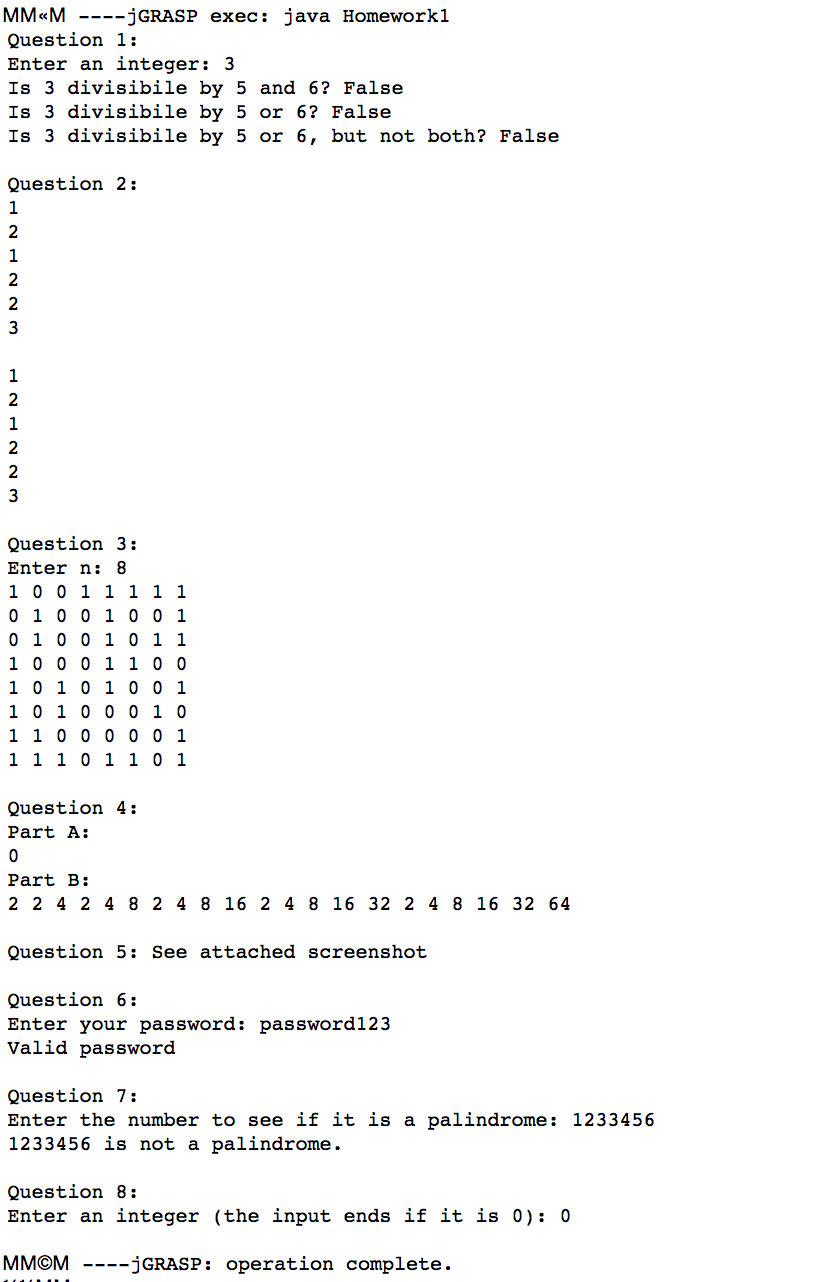 MM«M ----jGRASP exec: java Homework1
Question 1:
Enter an integer: 3
Is 3 divisibile by 5 and 6? False
Is 3 divisibile by 5 or 6? False
Is 3 divisibile by 5 or 6, but not both? False
Question 2:
1
2
1
2
2
3
1
2
1
2
2
3
Question 3:
Enter n: 8
1 0 0 1 1 1 1 1
0 1 0 0 1 0 0 1
0 1 0 0 1 0 1 1
1 0 0 0 1 1 0 0
1 0 1 0 1 0 0 1
1 0 1 0 0 0 1 0
1 1 0 0 0 0 0 1
1 1 1 0 1 1 0 1
Question 4:
Part A:
0
Part B:
2 2 4 2 4 8 2 4 8 16 2 4 8 16 32 2 4 8 16 32 64
Question 5: See attached screenshot
Question 6:
Enter your password: password123
Valid password
Question 7:
Enter the number to see if it is a palindrome: 1233456
1233456 is not a palindrome.
Question 8:
Enter an integer (the input ends if it is 0): 0
MM©M ----jGRASP: operation complete.